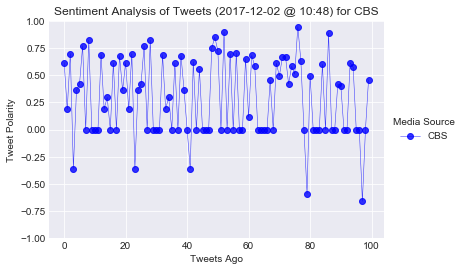 Sentiment Analysis of Tweets (2017-12-02 @ 10:48) for CBS
1.00
0.75
0.50
0.25
0.00
−0.25
−0.50
−0.75
−1.00
Tweet Polarity
0 20 40 60 80 100
Tweets Ago
Media Source
CBS